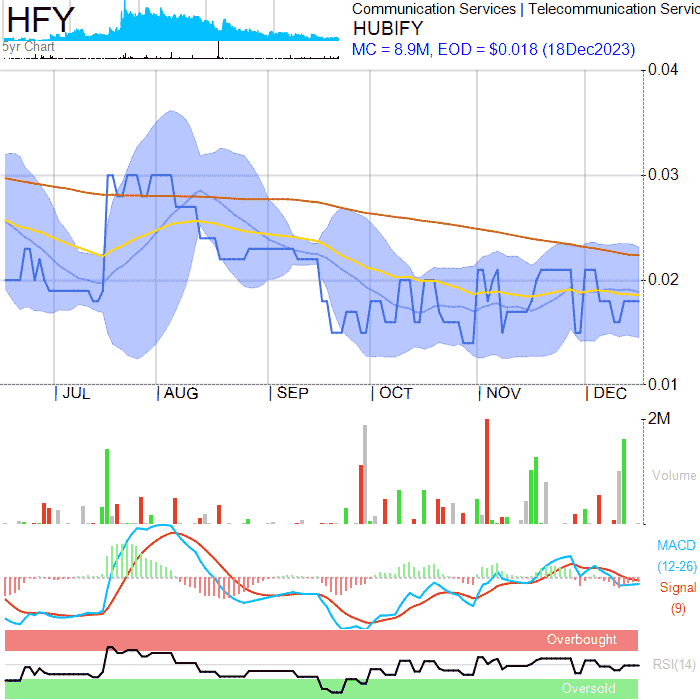 HFY
5yr Chart
Communication Services | Telecommunication Servic
HUBIFY
MC = 8.9M, EOD = $0.018 (18Dec2023)
0.04
0.03
0.02
0.01
JUL
AUG
SEP
OCT
NOV
DEC
2M
Volume
MACD
(12-26)
Signal
(9)
Overbought
RSI(14)
Oversold